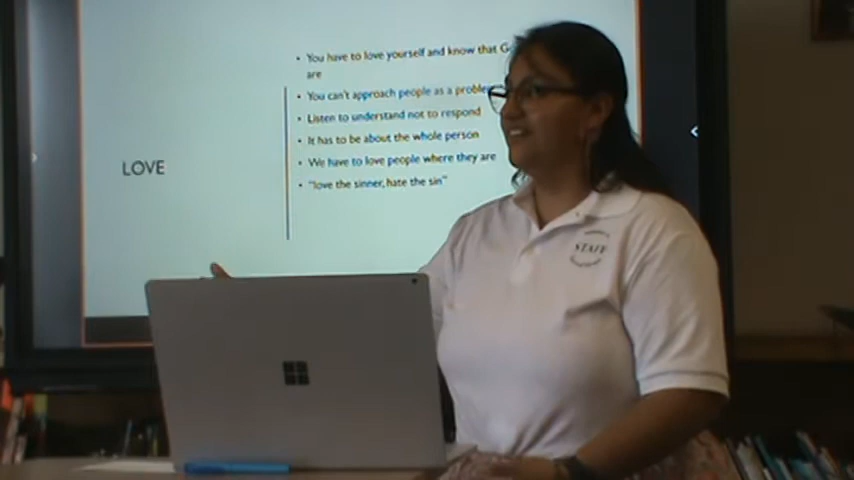 LOVE
• You have to love yourself and know that
are
• You can't approach people as a
• Listen to understand not to respond
• It has to be about the whole person
• We have to love people where they are
• "love the sinner, hate the sin"
STAFF